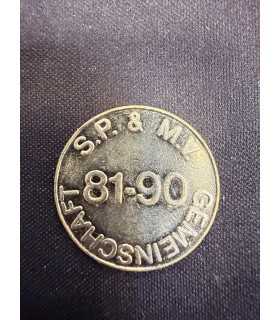 S.P. & M.V.
81-90
GEMEINSCHAFT